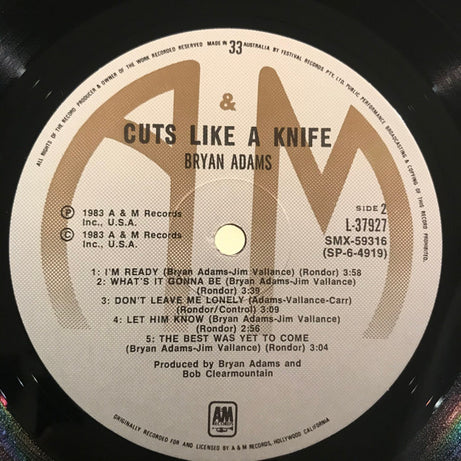 ALL RIGHTS OF THE WORK RECORDED RESERVED MADE IN 33 AUSTRALIA BY FESTIVAL RECORDS PTY. LTD. PUBLIC PERFORMANCE BROADCASTING & COPYING OF THIS RECORD PROHIBITED.
A & M
CUTS LIKE A KNIFE
BRYAN ADAMS
SIDE 2
Ⓟ 1983 A & M Records
Inc., U.S.A.
L-37927
SMX-59316
© 1983 A & M Records
Inc., U.S.A.
(SP-6-4919)
1: I'M READY (Bryan Adams-Jim Vallance) (Rondor) 3:58
2: WHAT'S IT GONNA BE (Bryan Adams-Jim Vallance)
(Rondor) 3:39
3: DON'T LEAVE ME LONELY (Adams-Vallance-Carr)
(Rondor/Control) 3:09
4: LET HIM KNOW (Bryan Adams-Jim Vallance) (Rondor)
2:56
5: THE BEST WAS YET TO COME
(Bryan Adams-Jim Vallance) (Rondor) 3:04
Produced by Bryan Adams and
Bob Clearmountain
AM
RECORDS
ORIGINALLY RECORDED FOR AND LICENSED BY A & M RECORDS, HOLLYWOOD CALIFORNIA